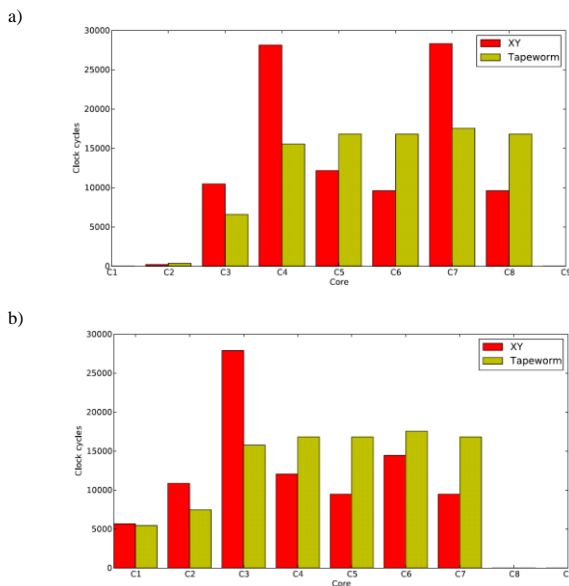 a)
30000
25000
20000
15000
10000
5000
0
Clock cycles
XY
Tapeworm
C1 C2 C3 C4 C5 C6 C7 C8 C9
Core
b)
30000
25000
20000
15000
10000
5000
0
Clock cycles
XY
Tapeworm
C1 C2 C3 C4 C5 C6 C7 C8 C
Core